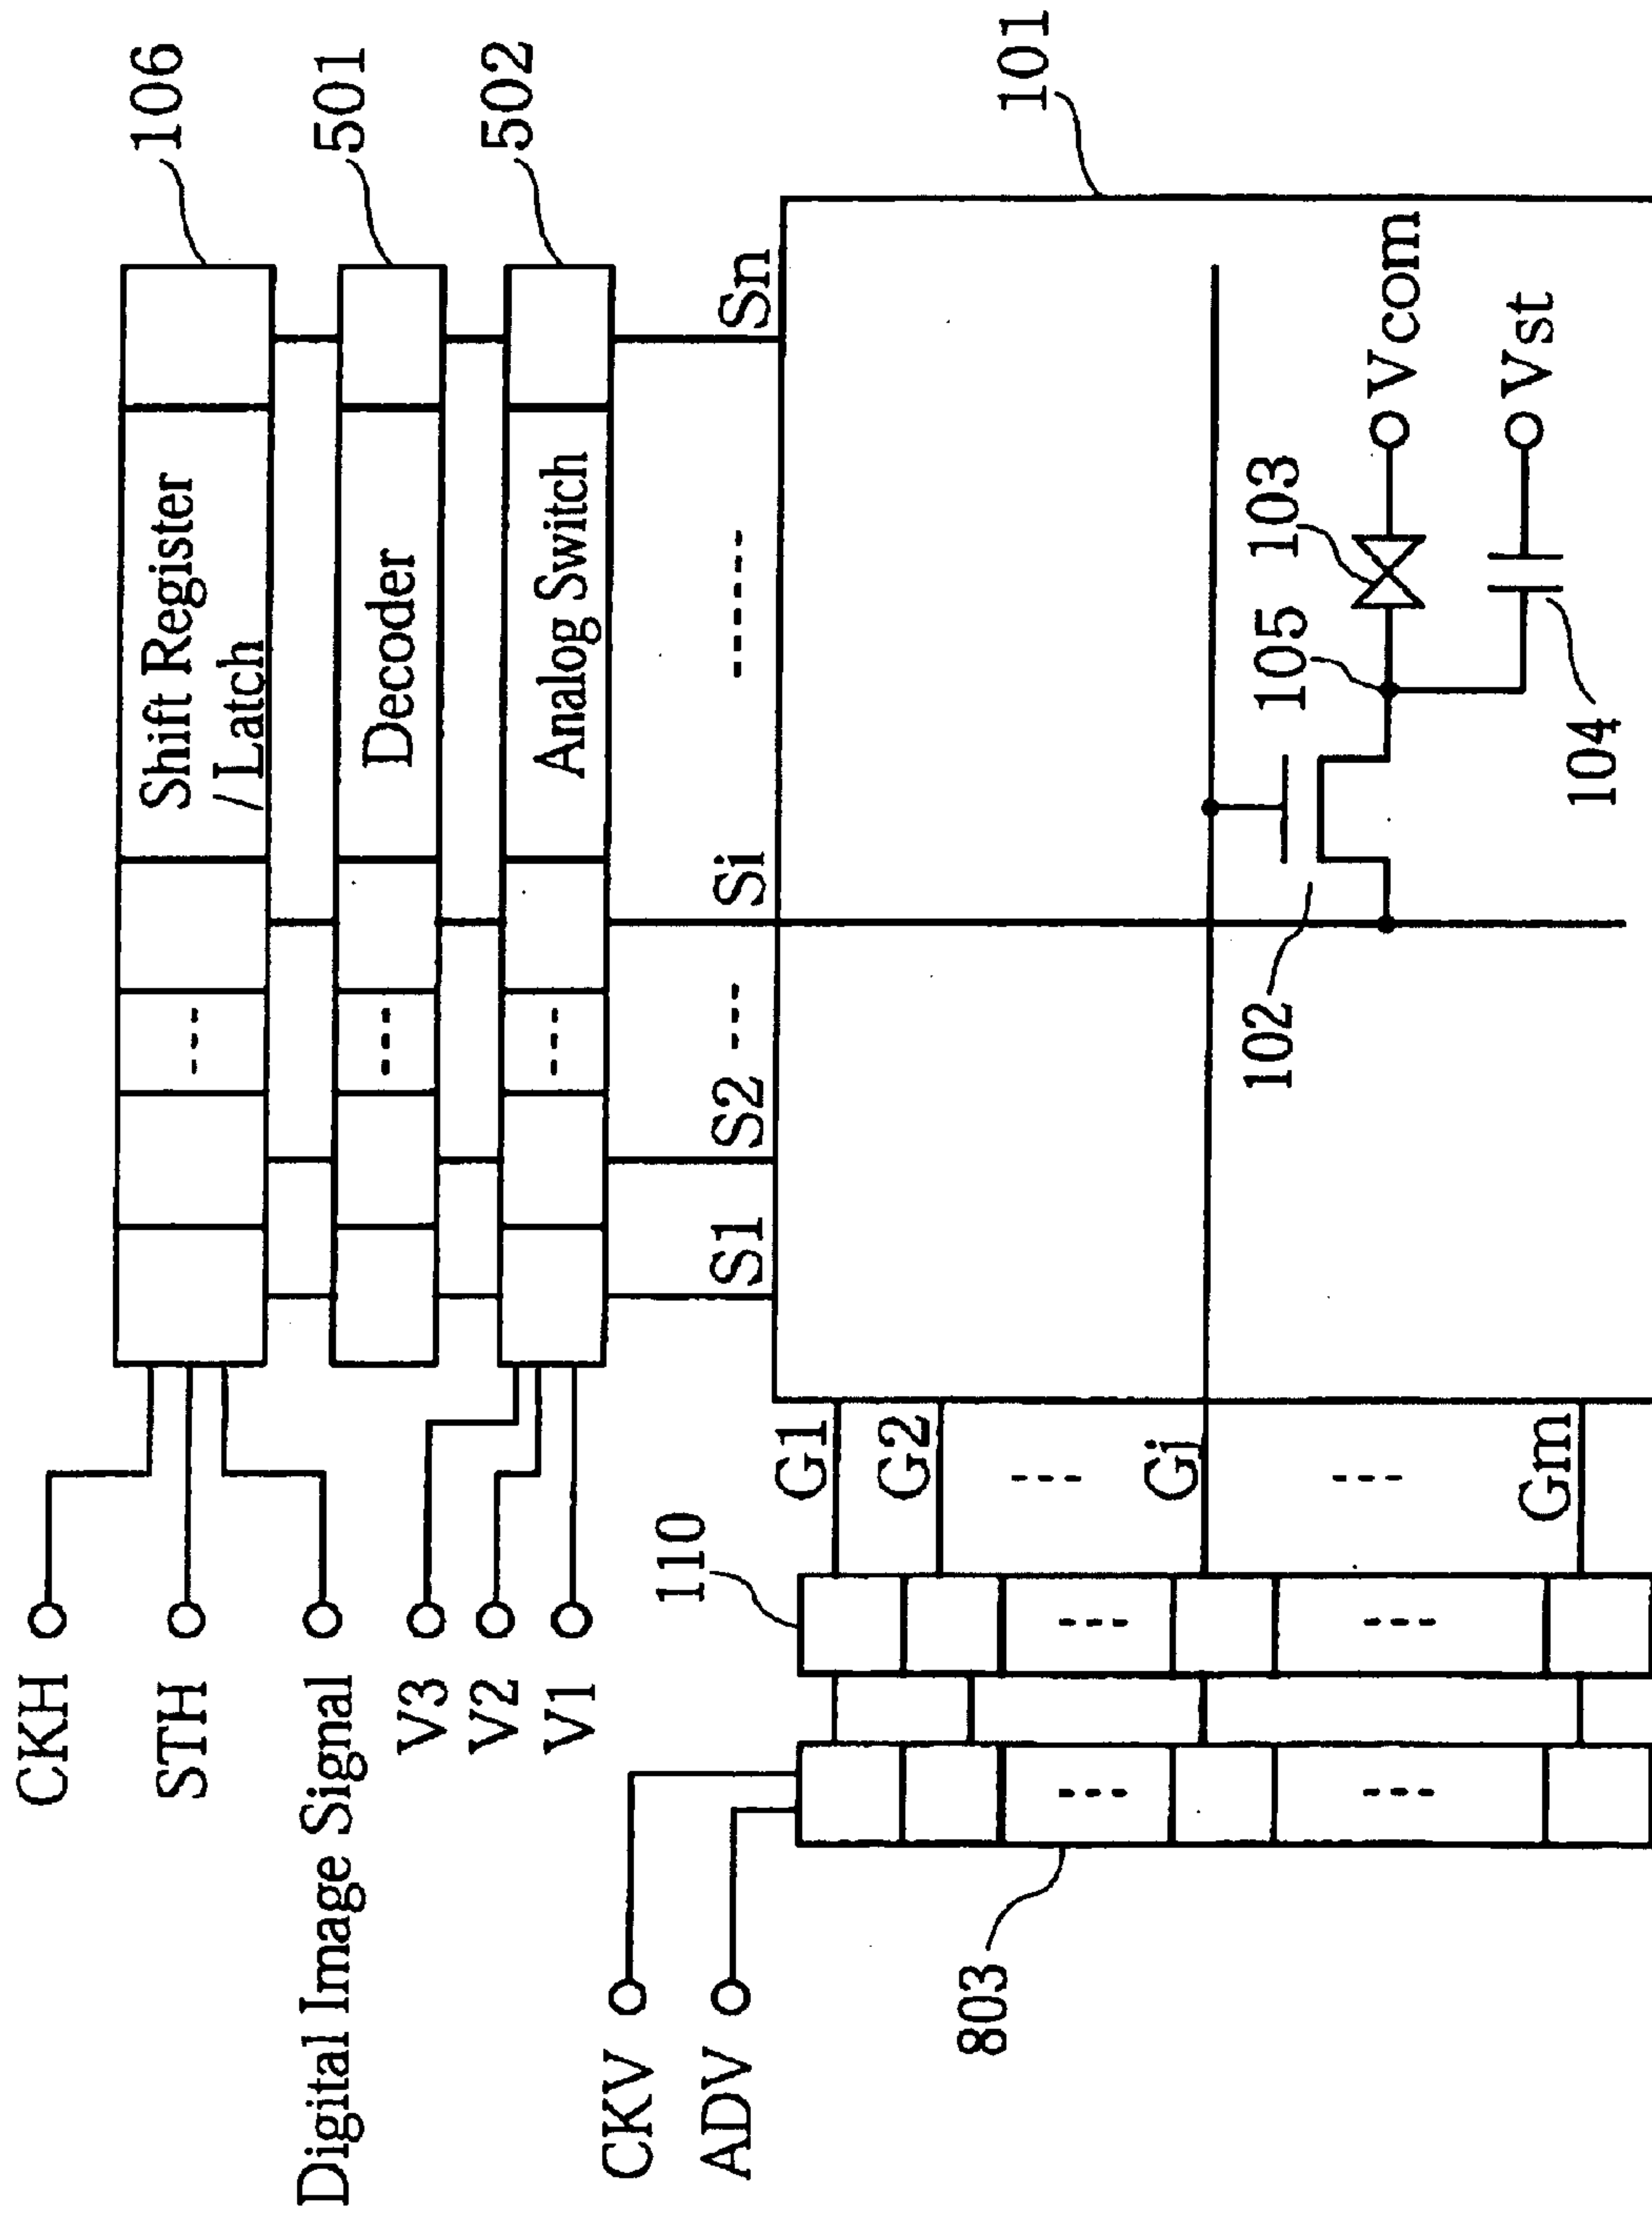 CKH
STH
Digital Image Signal
V3
V2
V1
Shift Register
/ Latch
Decoder
Analog Switch
106
501
502
S1
S2
---
Si
------
Sn
101
CKV
ADV
803
110
G1
G2
---
Gj
---
Gm
102
105
103
104
Vcom
Vst